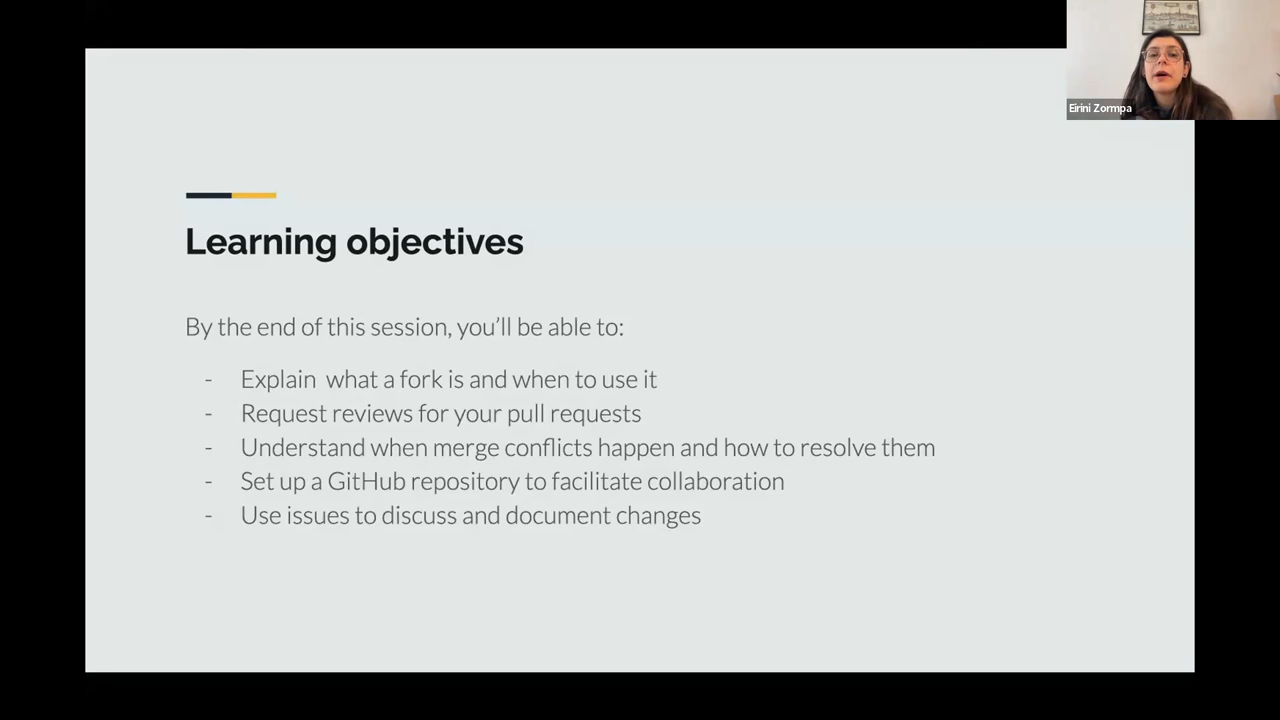 Eirini Zormpa
Learning objectives
By the end of this session, you’ll be able to:
- Explain  what a fork is and when to use it
- Request reviews for your pull requests
- Understand when merge conflicts happen and how to resolve them
- Set up a GitHub repository to facilitate collaboration
- Use issues to discuss and document changes